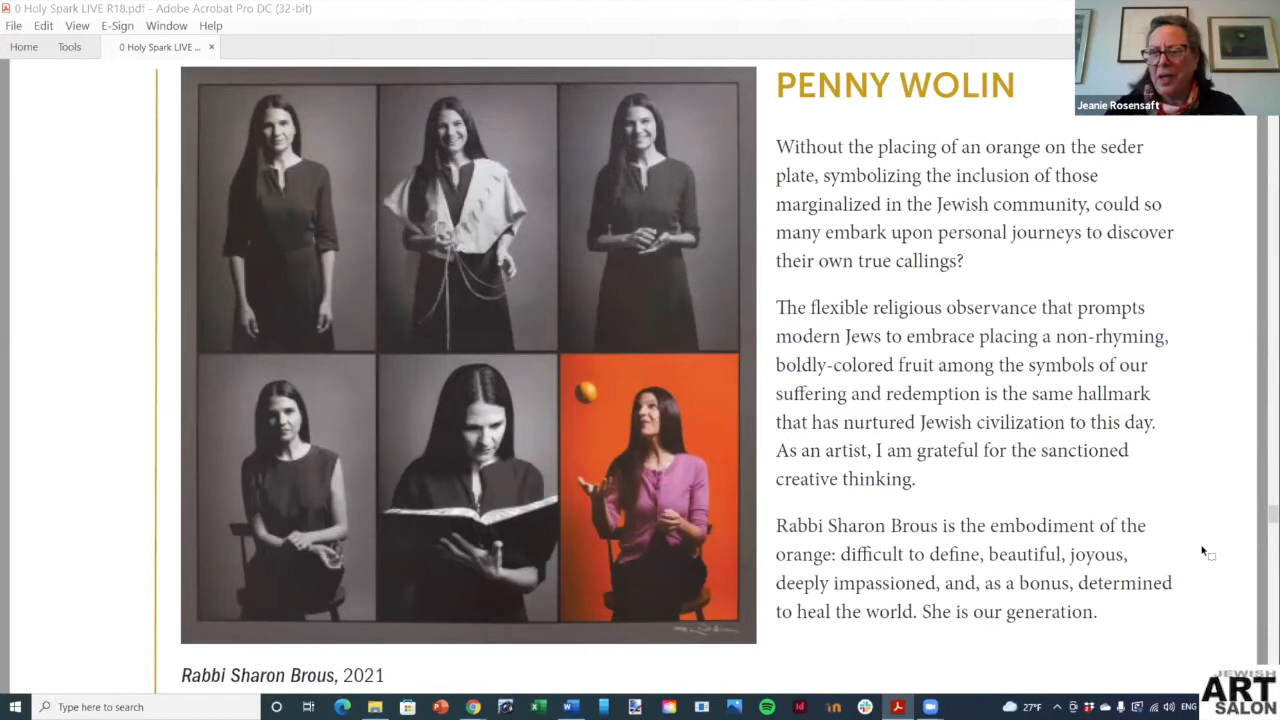 0 Holy Spark LIVE R18.pdf - Adobe Acrobat Pro DC (32-bit)
File Edit View E-Sign Window Help
Home Tools 0 Holy Spark LIVE ... ×
Jeanie Rosensaft
PENNY WOLIN
Without the placing of an orange on the seder
plate, symbolizing the inclusion of those
marginalized in the Jewish community, could so
many embark upon personal journeys to discover
their own true callings?
The flexible religious observance that prompts
modern Jews to embrace placing a non-rhyming,
boldly-colored fruit among the symbols of our
suffering and redemption is the same hallmark
that has nurtured Jewish civilization to this day.
As an artist, I am grateful for the sanctioned
creative thinking.
Rabbi Sharon Brous is the embodiment of the
orange: difficult to define, beautiful, joyous,
deeply impassioned, and, as a bonus, determined
to heal the world. She is our generation.
Rabbi Sharon Brous, 2021
Type here to search
27°F
ENG
JEWISH
ART
SALON